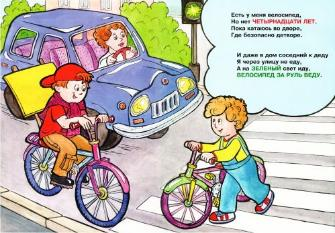 Есть у меня велосипед,
Но нет ЧЕТЫРНАДЦАТИ ЛЕТ.
Пока катаюсь во дворе,
Где безопасно детворе.
И даже в дом соседний к деду
Я через улицу не еду,
А на ЗЕЛЕНЫЙ свет иду,
ВЕЛОСИПЕД ЗА РУЛЬ ВЕДУ.